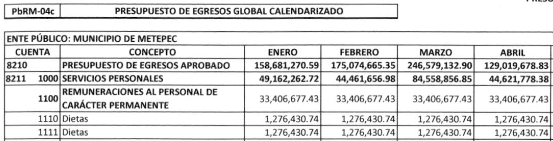 PbRM-04c PRESUPUESTO DE EGRESOS GLOBAL CALENDARIZADO
ENTE PÚBLICO: MUNICIPIO DE METEPEC
CUENTA CONCEPTO ENERO FEBRERO MARZO ABRIL
8210 PRESUPUESTO DE EGRESOS APROBADO 158,681,270.59 175,074,665.35 246,579,132.90 129,019,678.83
8211 1000 SERVICIOS PERSONALES 49,162,262.72 44,461,656.98 84,558,856.85 44,621,778.38
1100 REMUNERACIONES AL PERSONAL DE
CARÁCTER PERMANENTE 33,406,677.43 33,406,677.43 33,406,677.43 33,406,677.43
1110 Dietas 1,276,430.74 1,276,430.74 1,276,430.74 1,276,430.74
1111 Dietas 1,276,430.74 1,276,430.74 1,276,430.74 1,276,430.74